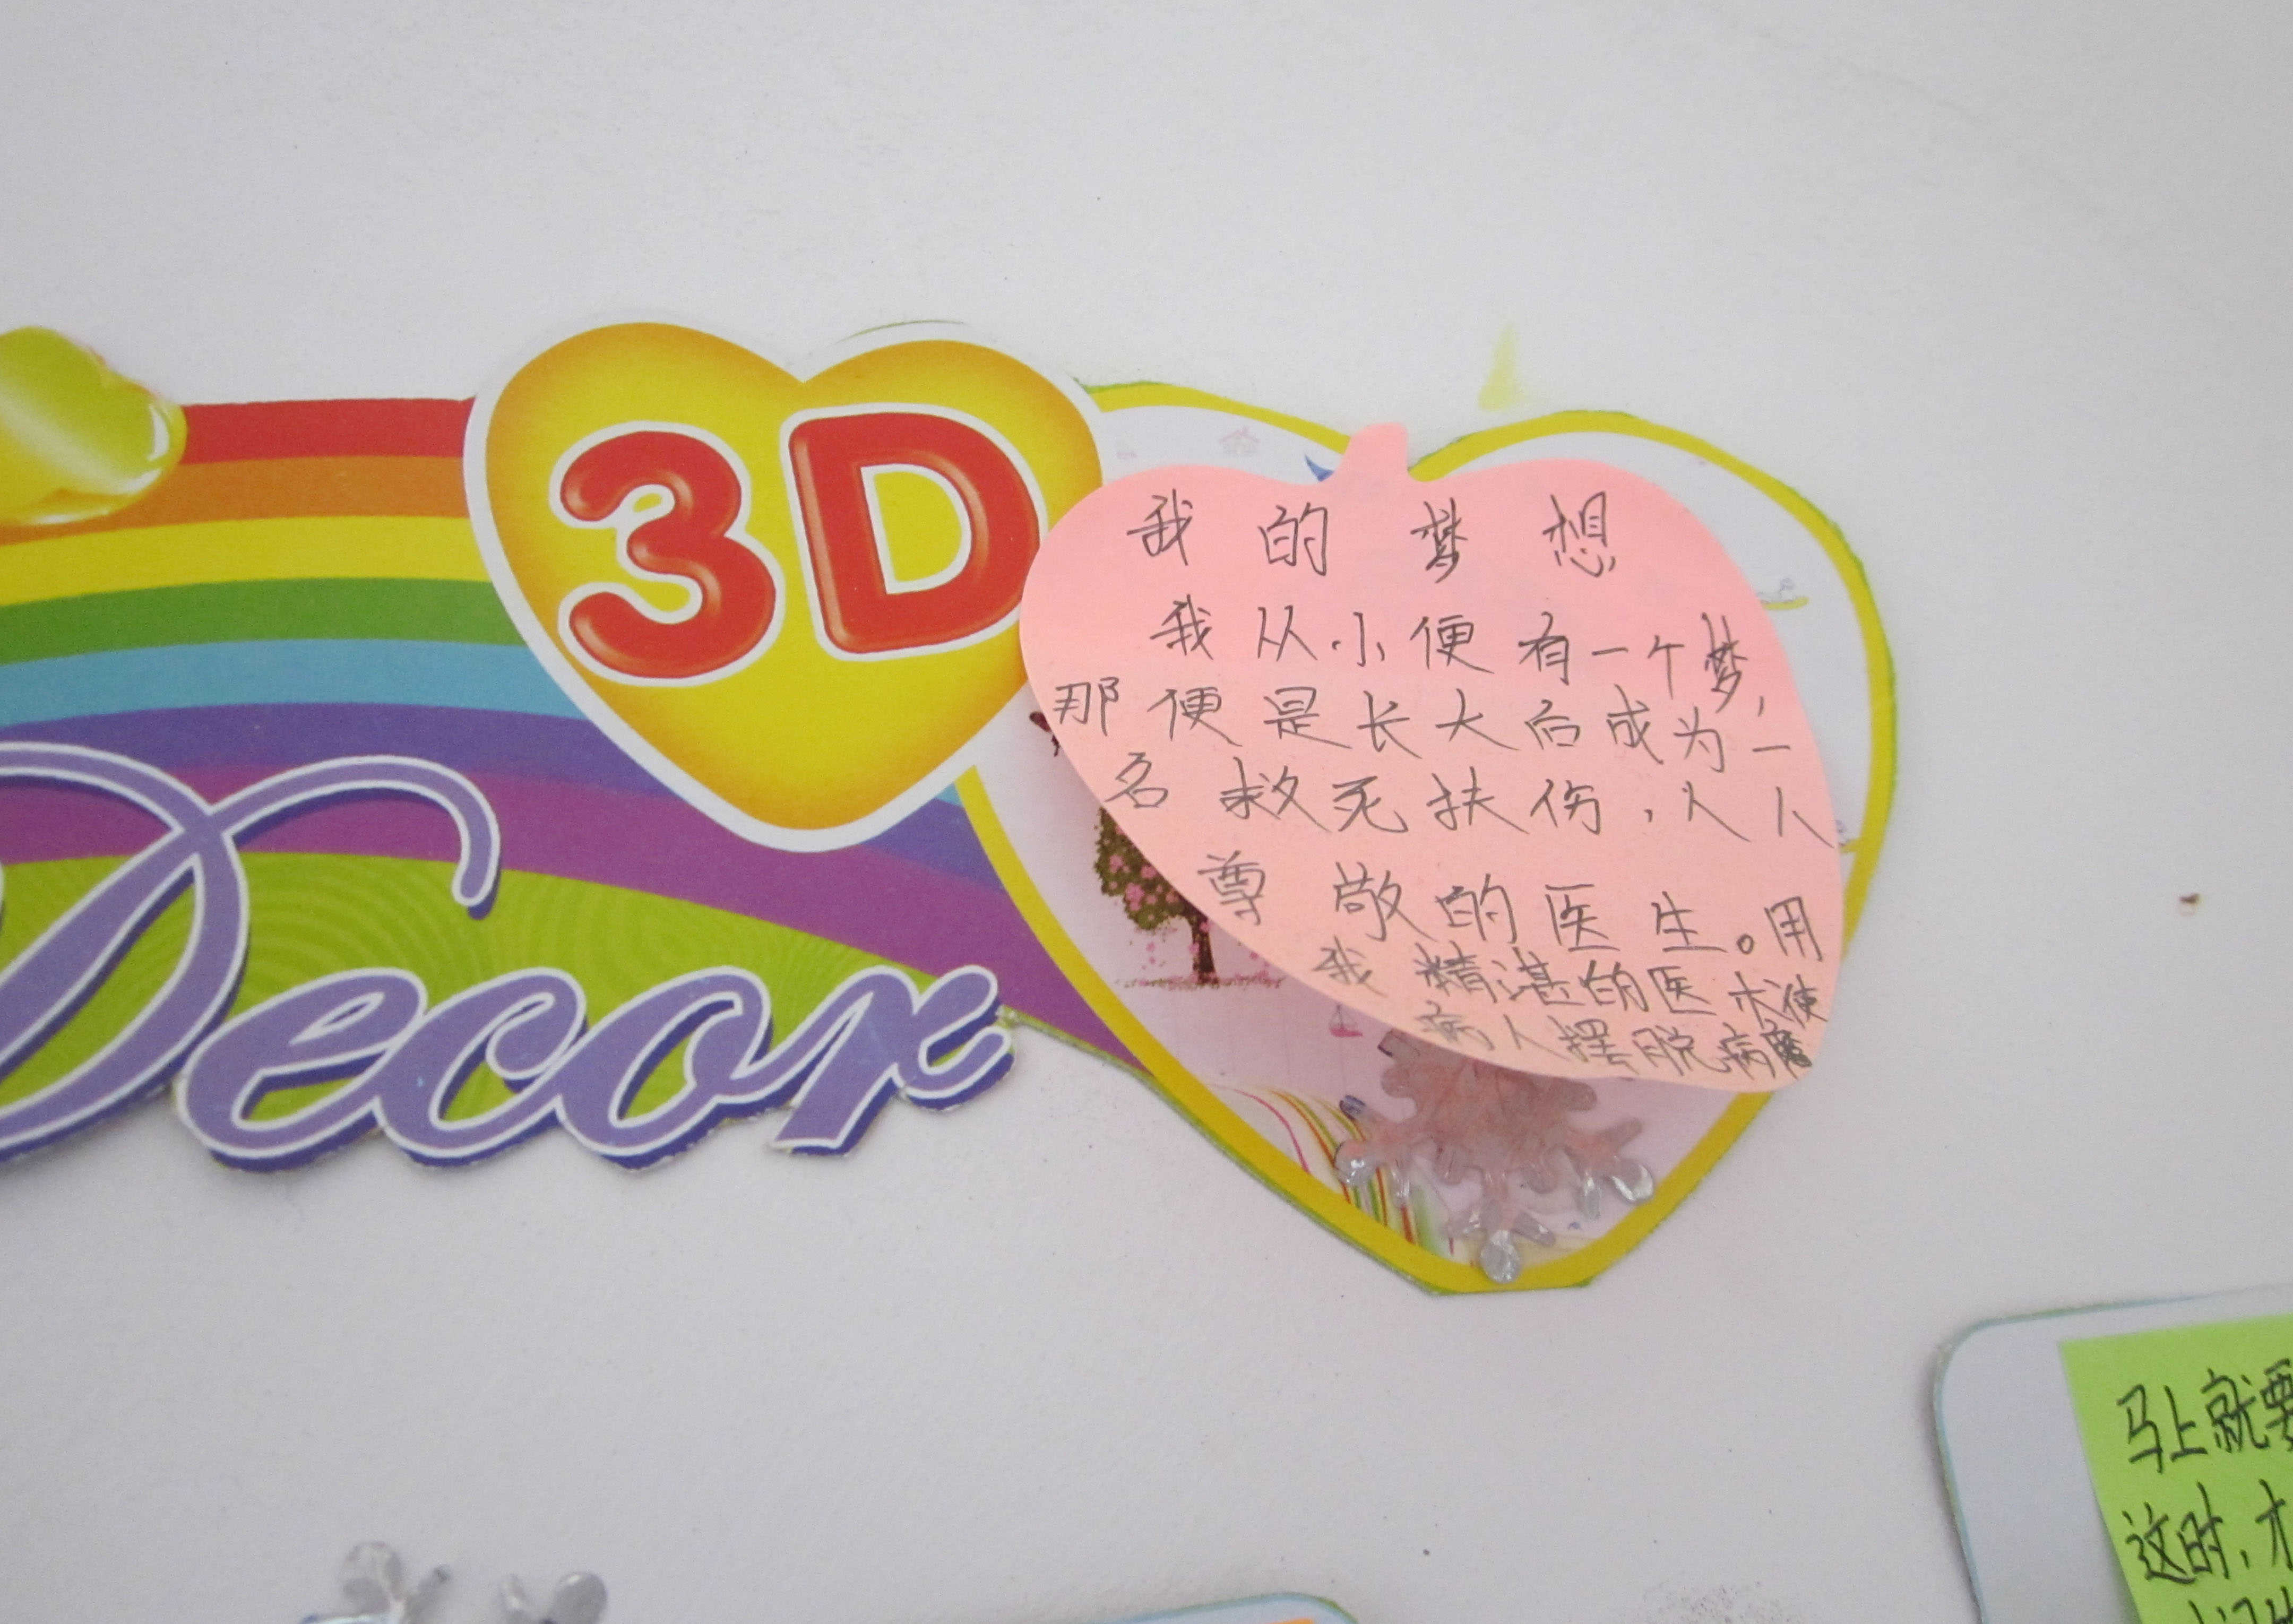 3D
Decor
我的梦想
我从小便有一个梦，
那便是长大后成为一
名救死扶伤，人人
尊敬的医生。用
我精湛的医术使
病人摆脱病魔
马上就要
这时，才